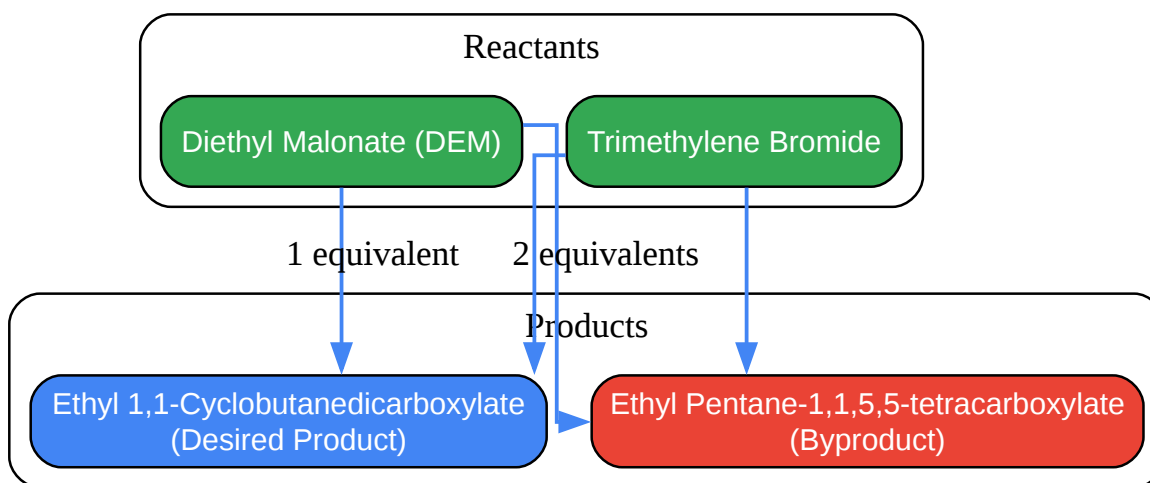 Reactants
Diethyl Malonate (DEM)
Trimethylene Bromide
1 equivalent
2 equivalents
Products
Ethyl 1,1-Cyclobutanedicarboxylate
(Desired Product)
Ethyl Pentane-1,1,5,5-tetracarboxylate
(Byproduct)